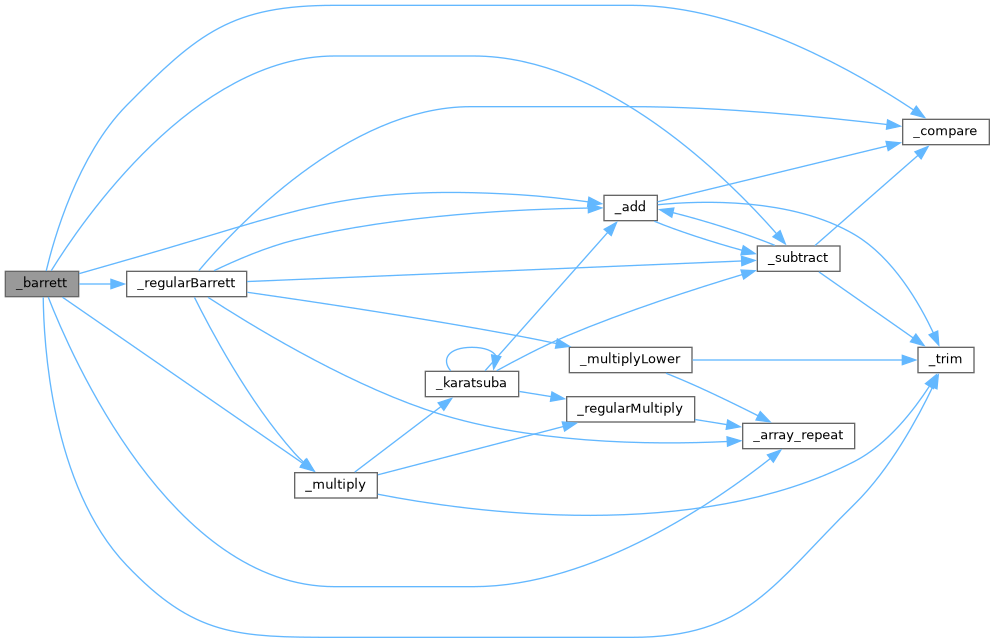 _compare
_add
_subtract
_barrett
_regularBarrett
_multiplyLower
_trim
_karatsuba
_regularMultiply
_array_repeat
_multiply